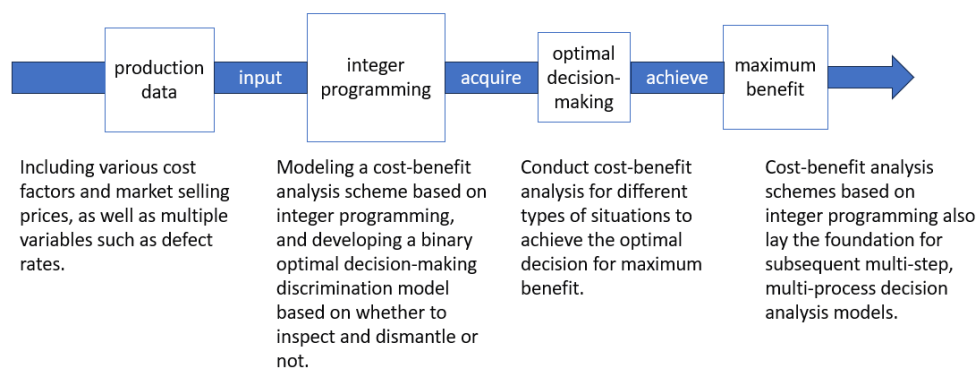 production
data
input
integer
programming
acquire
optimal
decision-
making
achieve
maximum
benefit
Including various cost
factors and market selling
prices, as well as multiple
variables such as defect
rates.
Modeling a cost-benefit
analysis scheme based on
integer programming,
and developing a binary
optimal decision-making
discrimination model
based on whether to
inspect and dismantle or
not.
Conduct cost-benefit
analysis for different
types of situations to
achieve the optimal
decision for maximum
benefit.
Cost-benefit analysis
schemes based on
integer programming also
lay the foundation for
subsequent multi-step,
multi-process decision
analysis models.